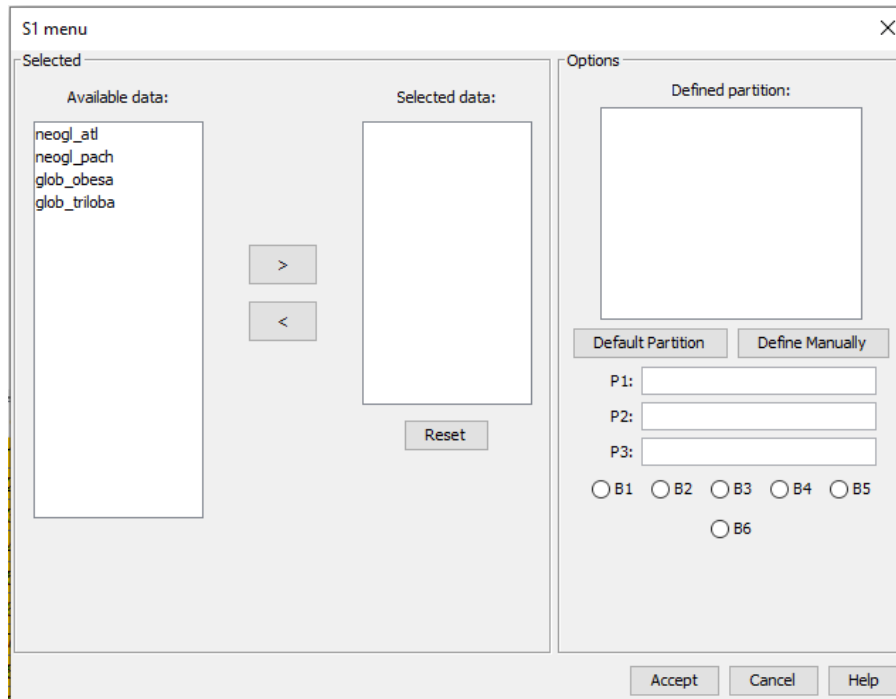 S1 menu
Selected
Available data:
neogl_atl
neogl_pach
glob_obesa
glob_triloba
>
<
Selected data:
Reset
Options
Defined partition:
Default Partition Define Manually
P1:
P2:
P3:
B1 B2 B3 B4 B5
B6
Accept Cancel Help